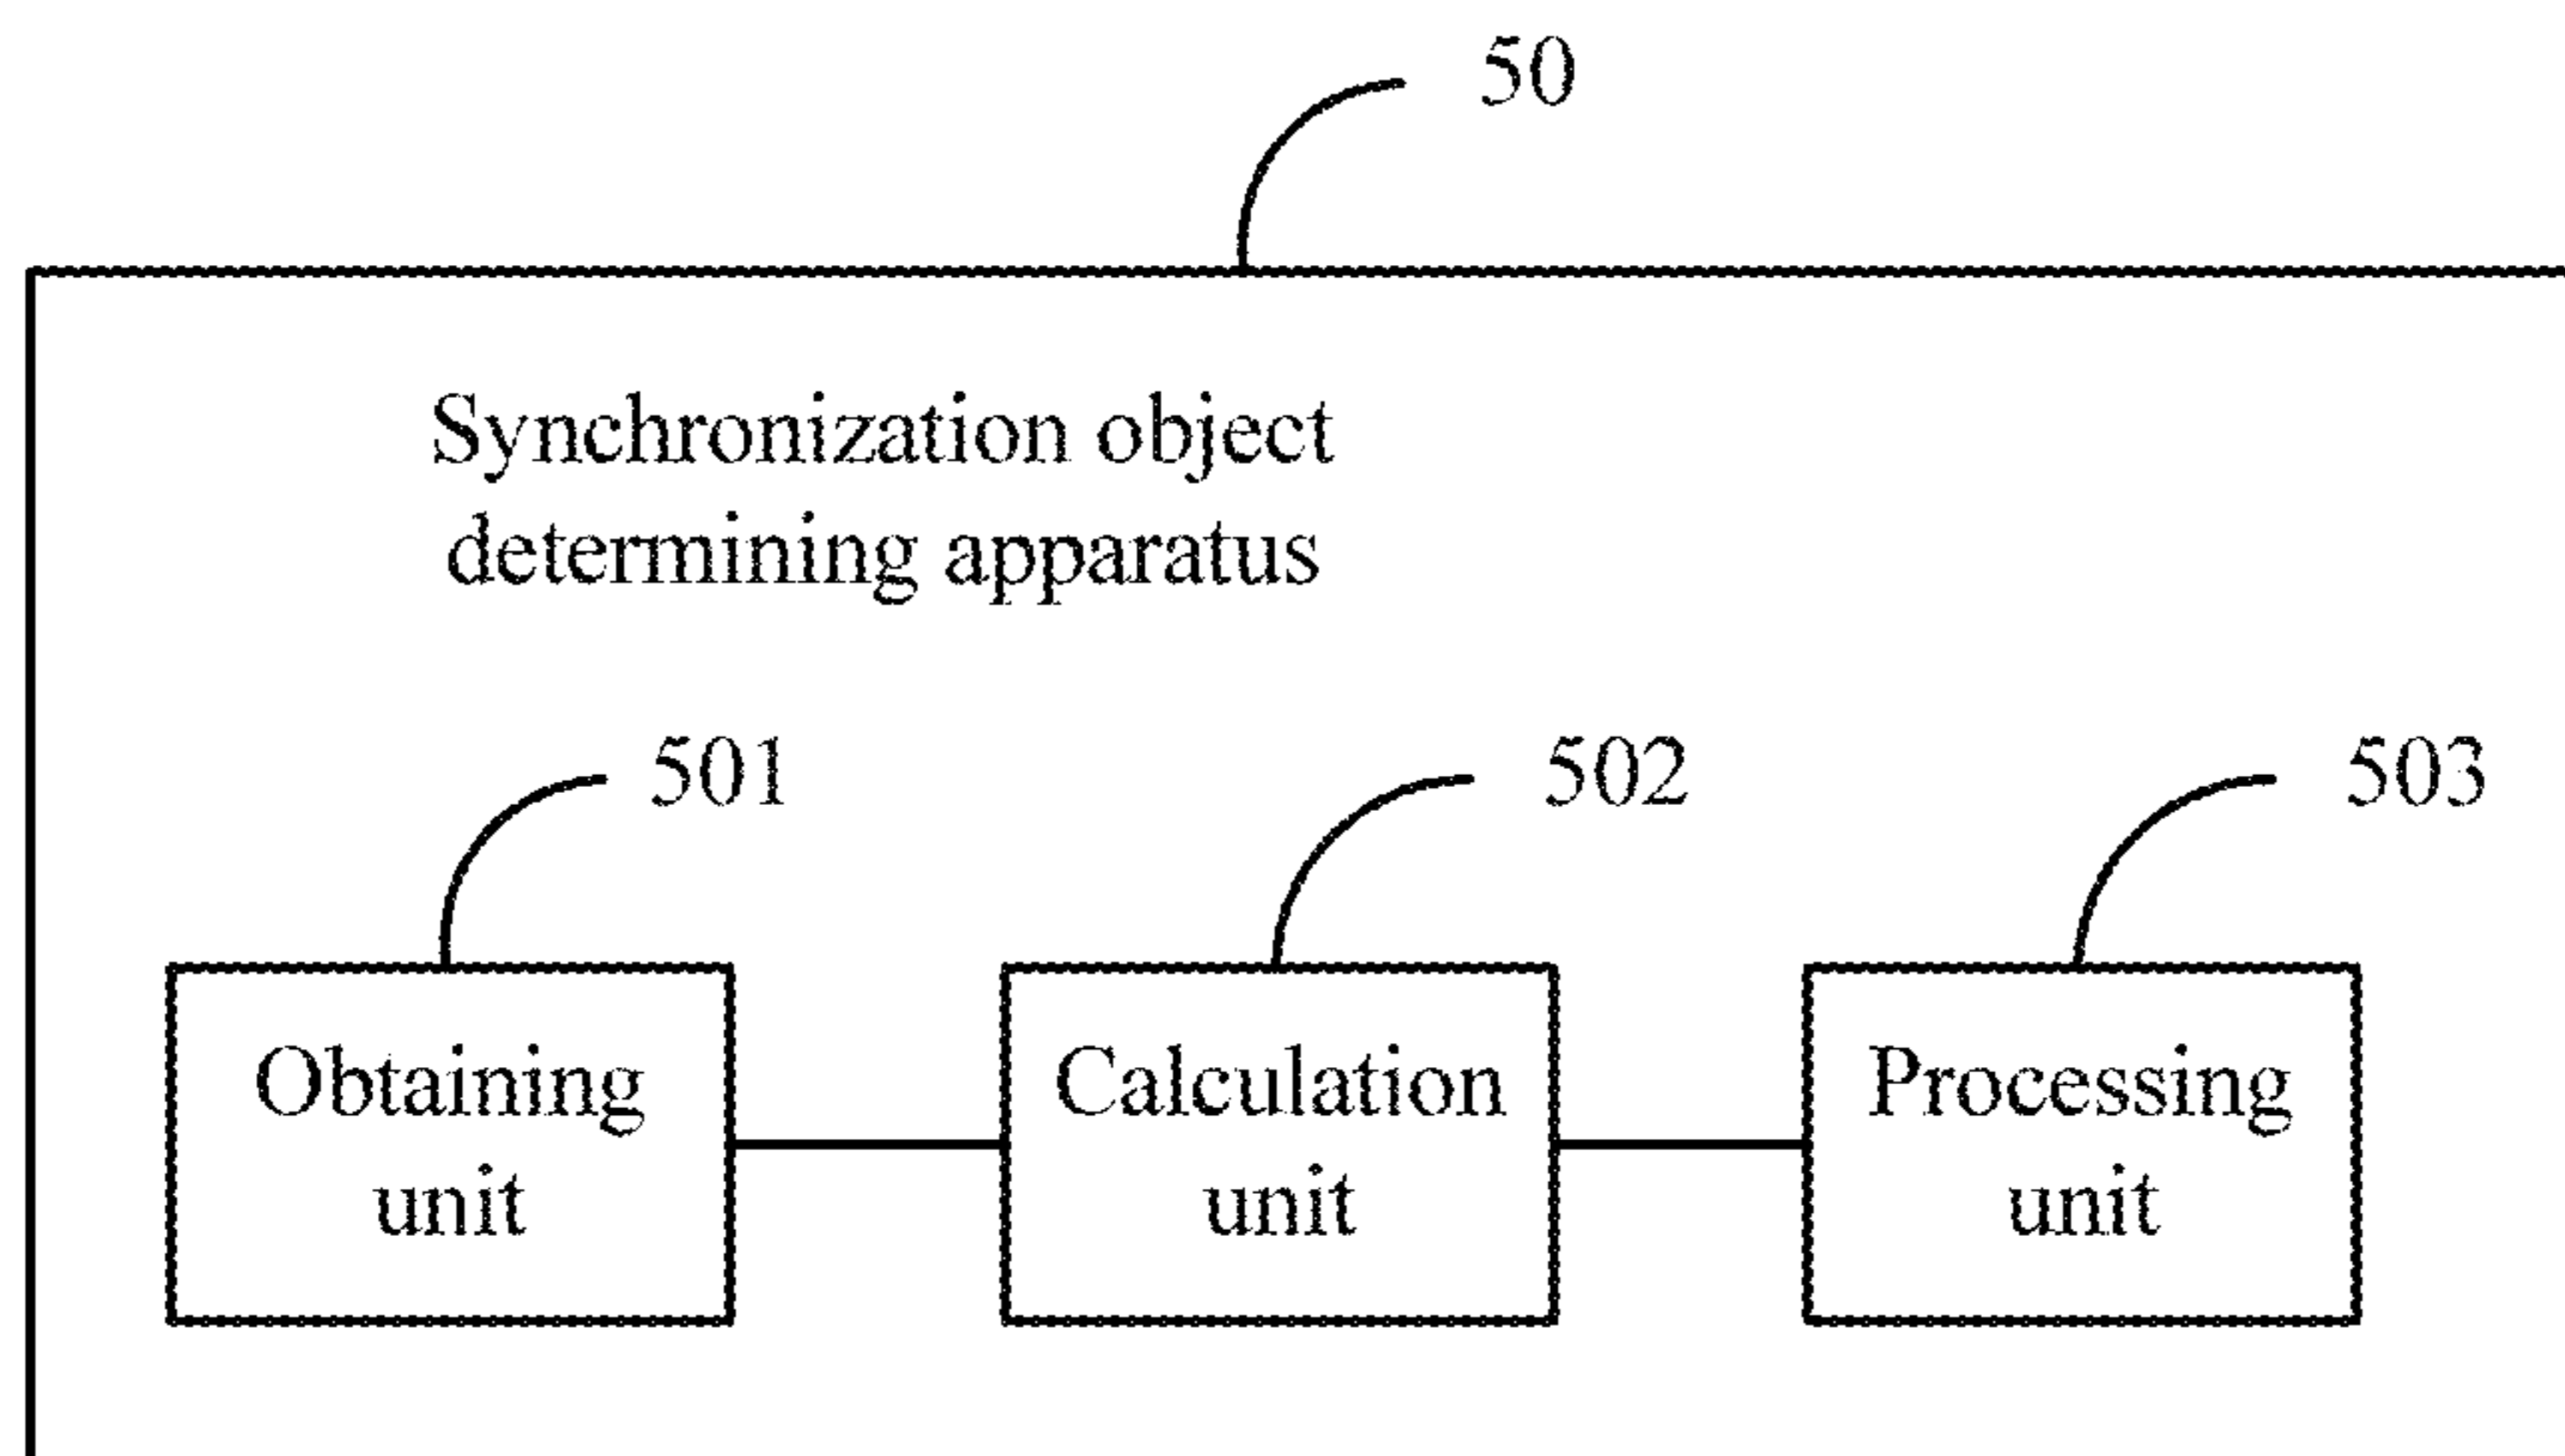 50
Synchronization object
determining apparatus
501
502
503
Obtaining
unit
Calculation
unit
Processing
unit